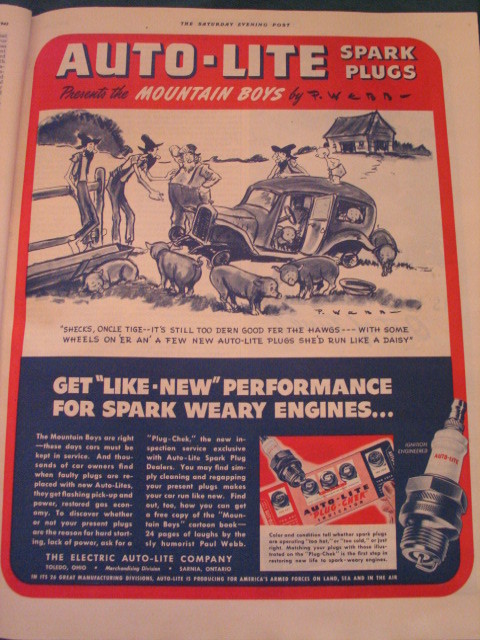 THE SATURDAY EVENING POST
AUTO-LITE SPARK PLUGS
Presents the MOUNTAIN BOYS by P. WEBB
P. WEBB
"SHECKS, ONCLE TIGE--IT'S STILL TOO DERN GOOD FER THE HAWGS---WITH SOME
WHEELS ON 'ER AN' A FEW NEW AUTO-LITE PLUGS SHE'D RUN LIKE A DAISY"
GET "LIKE-NEW" PERFORMANCE
FOR SPARK WEARY ENGINES...
The Mountain Boys are right
—these days cars must be
kept in service. And thou-
sands of car owners find
when faulty plugs are re-
placed with new Auto-Lites,
they get flashing pick-up and
power, restored gas econ-
omy. To discover whether
or not your present plugs
are the reason for hard start-
ing, lack of power, ask for a
"Plug-Chek," the new in-
spection service exclusive
with Auto-Lite Spark Plug
Dealers. You may find sim-
ply cleaning and regapping
your present plugs makes
your car run like new. Find
out, too, how you can get
a free copy of the "Moun-
tain Boys" cartoon book—
24 pages of laughs by the
sly humorist Paul Webb.
AUTO-LITE
PLUG-CHEK
IGNITION
ENGINEERED
AUTO-LITE
Color and condition tell whether spark plugs
are operating "too hot," or "too cold," or just
right. Matching your plugs with those illus-
trated on the "Plug-Chek" is the first step in
restoring new life to spark-weary engines.
THE ELECTRIC AUTO-LITE COMPANY
TOLEDO, OHIO • Merchandising Division • SARNIA, ONTARIO
IN ITS 26 GREAT MANUFACTURING DIVISIONS, AUTO-LITE IS PRODUCING FOR AMERICA'S ARMED FORCES ON LAND, SEA AND IN THE AIR